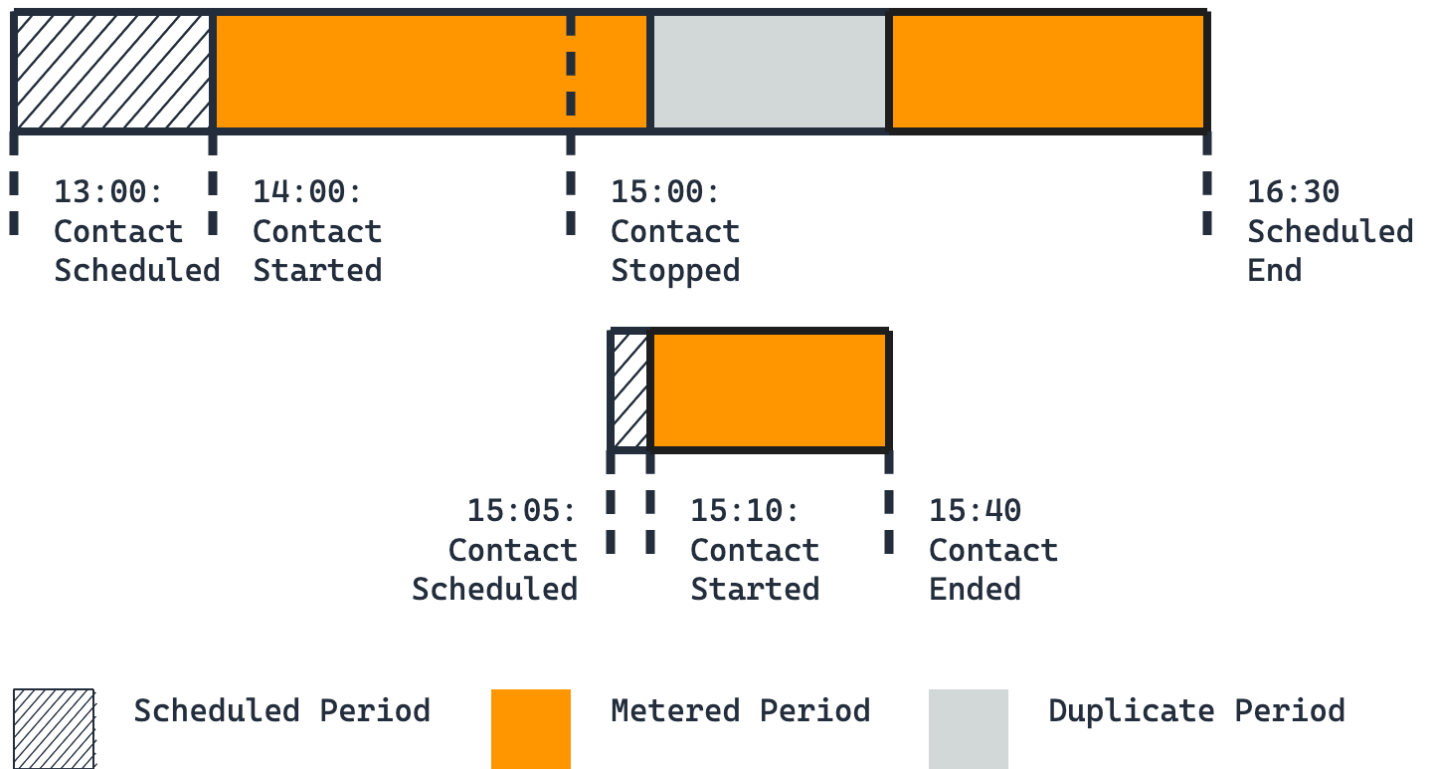 13:00:
Contact
Scheduled
14:00:
Contact
Started
15:00:
Contact
Stopped
16:30
Scheduled
End
15:05:
Contact
Scheduled
15:10:
Contact
Started
15:40
Contact
Ended
Scheduled Period
Metered Period
Duplicate Period